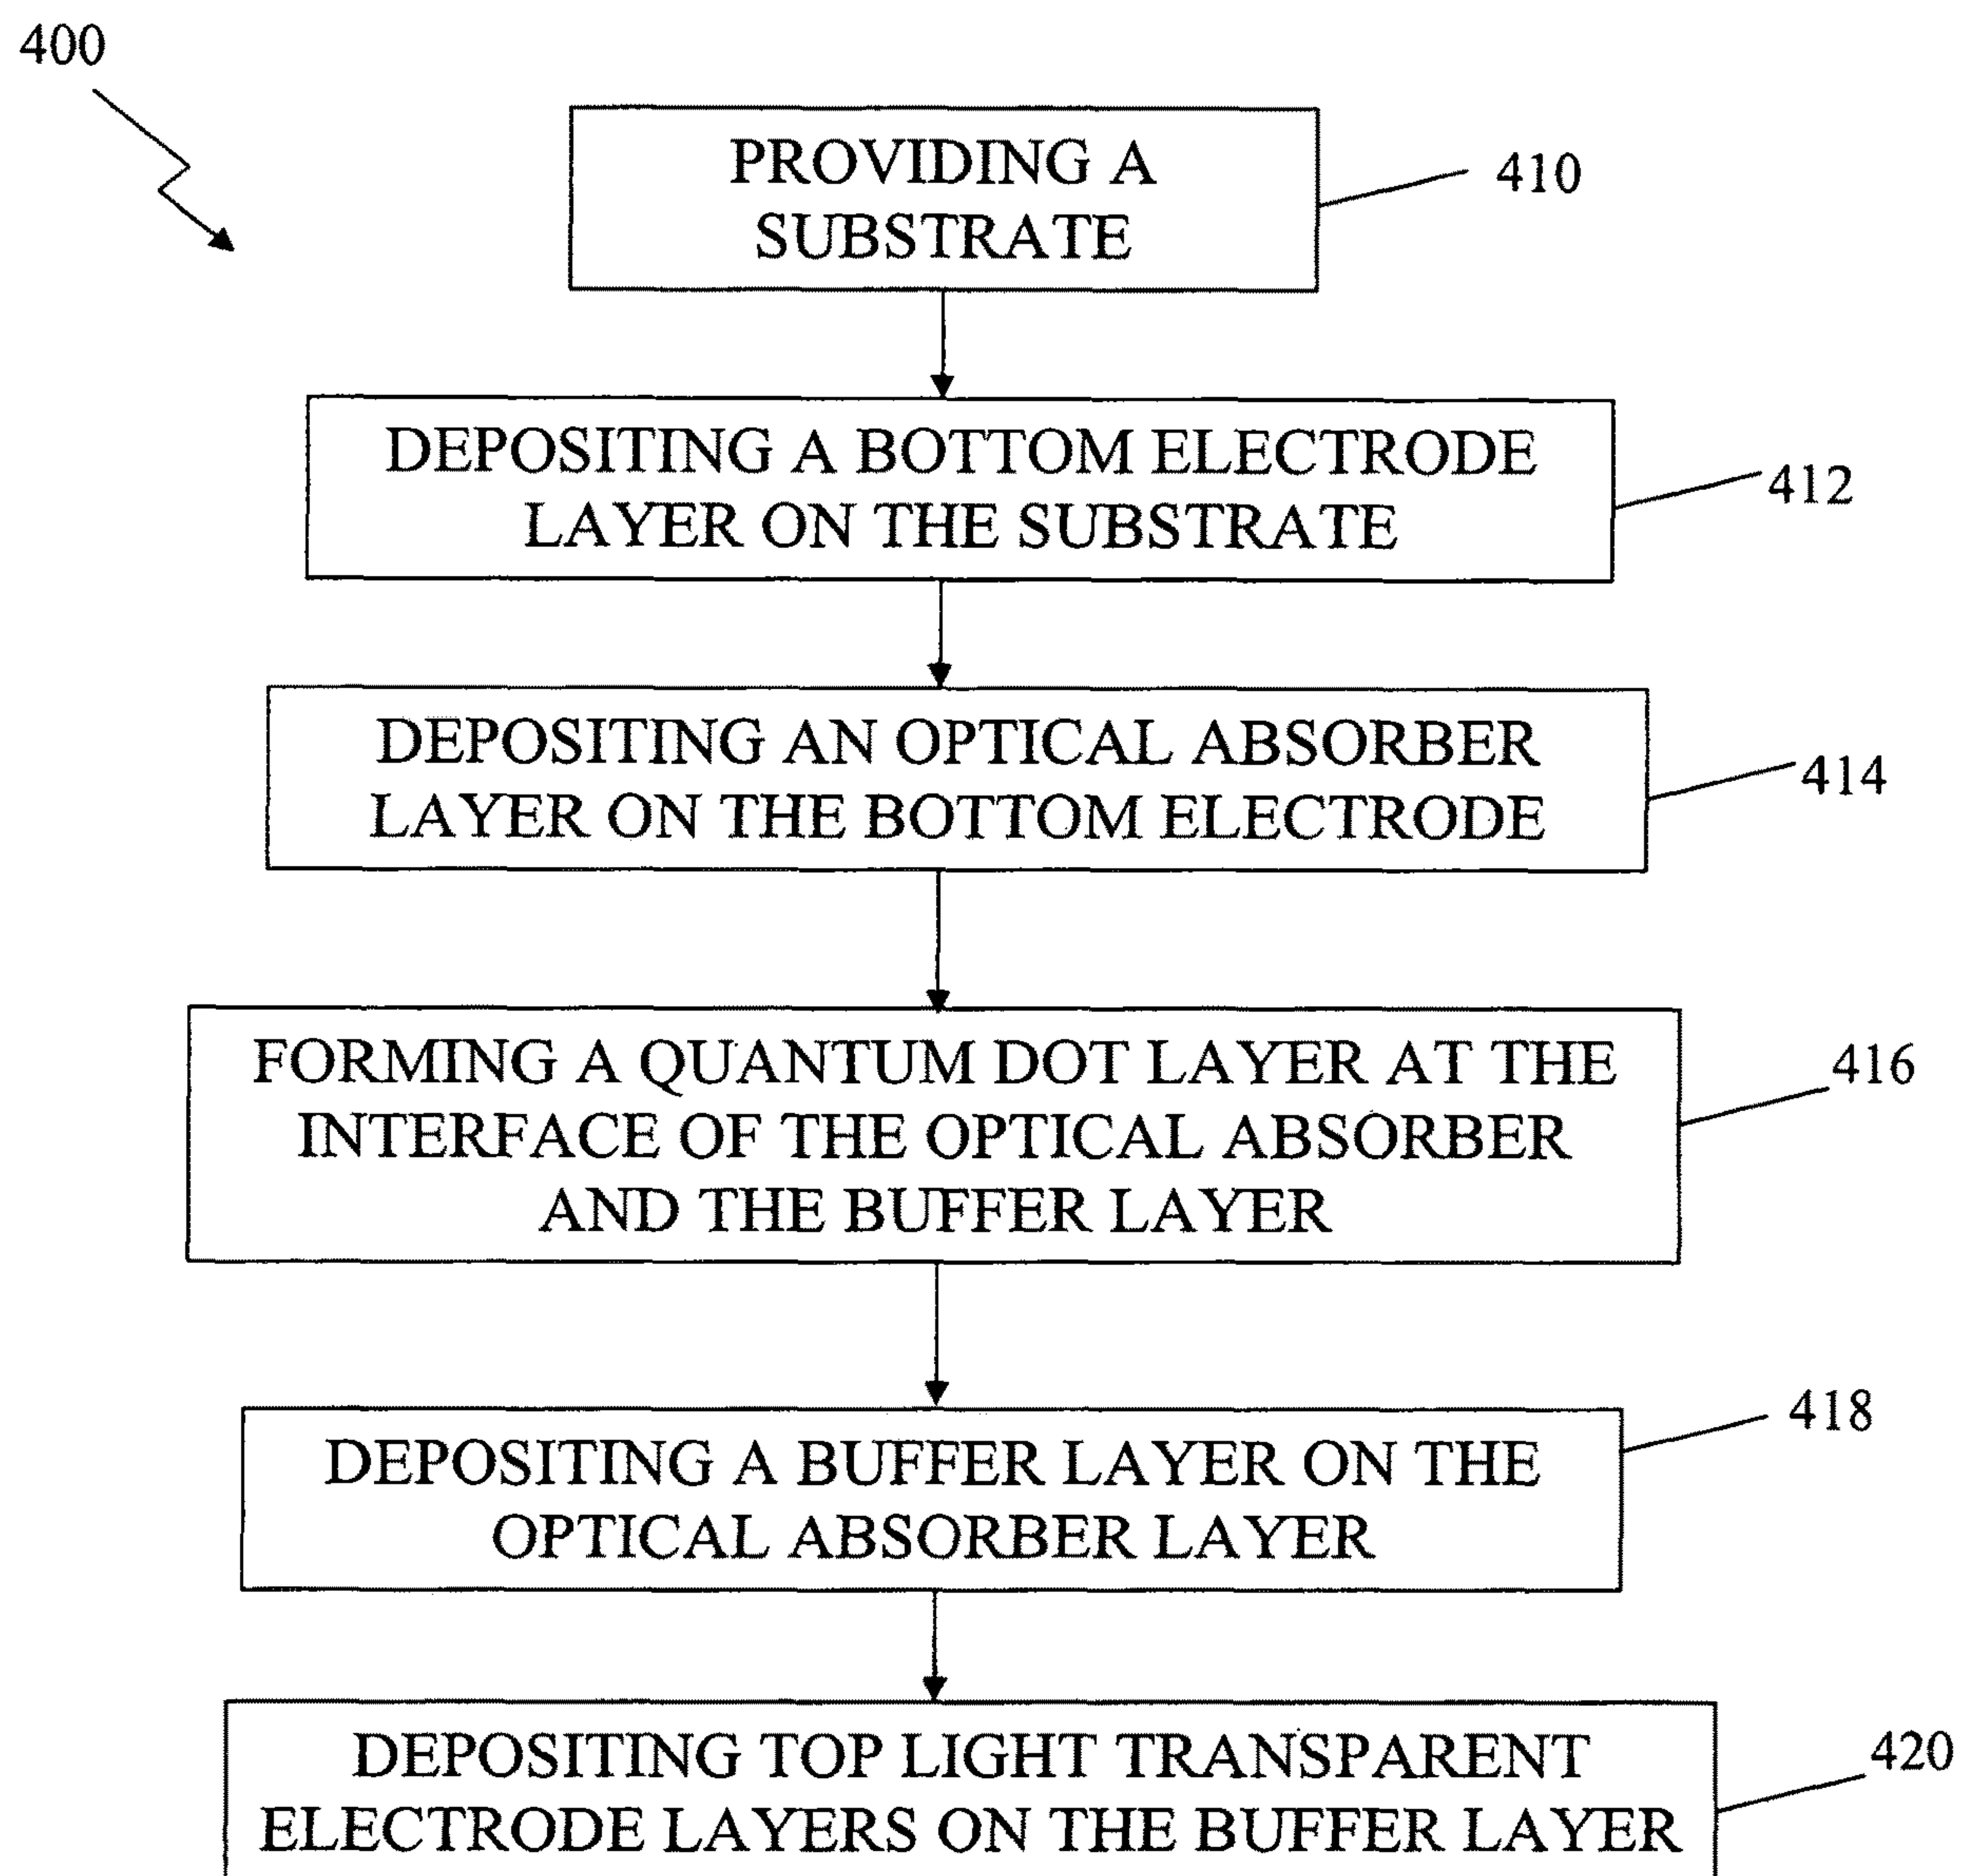 400
PROVIDING A
SUBSTRATE
410
DEPOSITING A BOTTOM ELECTRODE
LAYER ON THE SUBSTRATE
412
DEPOSITING AN OPTICAL ABSORBER
LAYER ON THE BOTTOM ELECTRODE
414
FORMING A QUANTUM DOT LAYER AT THE
INTERFACE OF THE OPTICAL ABSORBER
AND THE BUFFER LAYER
416
DEPOSITING A BUFFER LAYER ON THE
OPTICAL ABSORBER LAYER
418
DEPOSITING TOP LIGHT TRANSPARENT
ELECTRODE LAYERS ON THE BUFFER LAYER
420